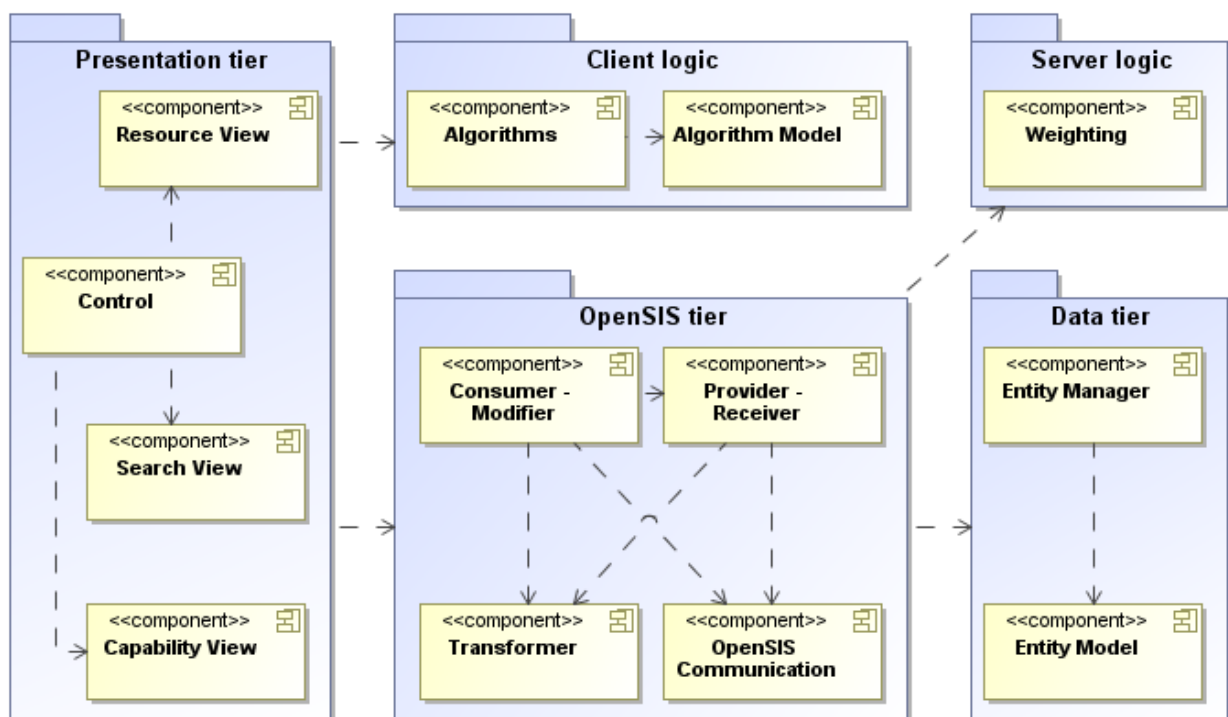 Presentation tier
<<component>>
Resource View
<<component>>
Control
<<component>>
Search View
<<component>>
Capability View
Client logic
<<component>>
Algorithms
<<component>>
Algorithm Model
Server logic
<<component>>
Weighting
OpenSIS tier
<<component>>
Consumer -
Modifier
<<component>>
Provider -
Receiver
<<component>>
Transformer
<<component>>
OpenSIS
Communication
Data tier
<<component>>
Entity Manager
<<component>>
Entity Model